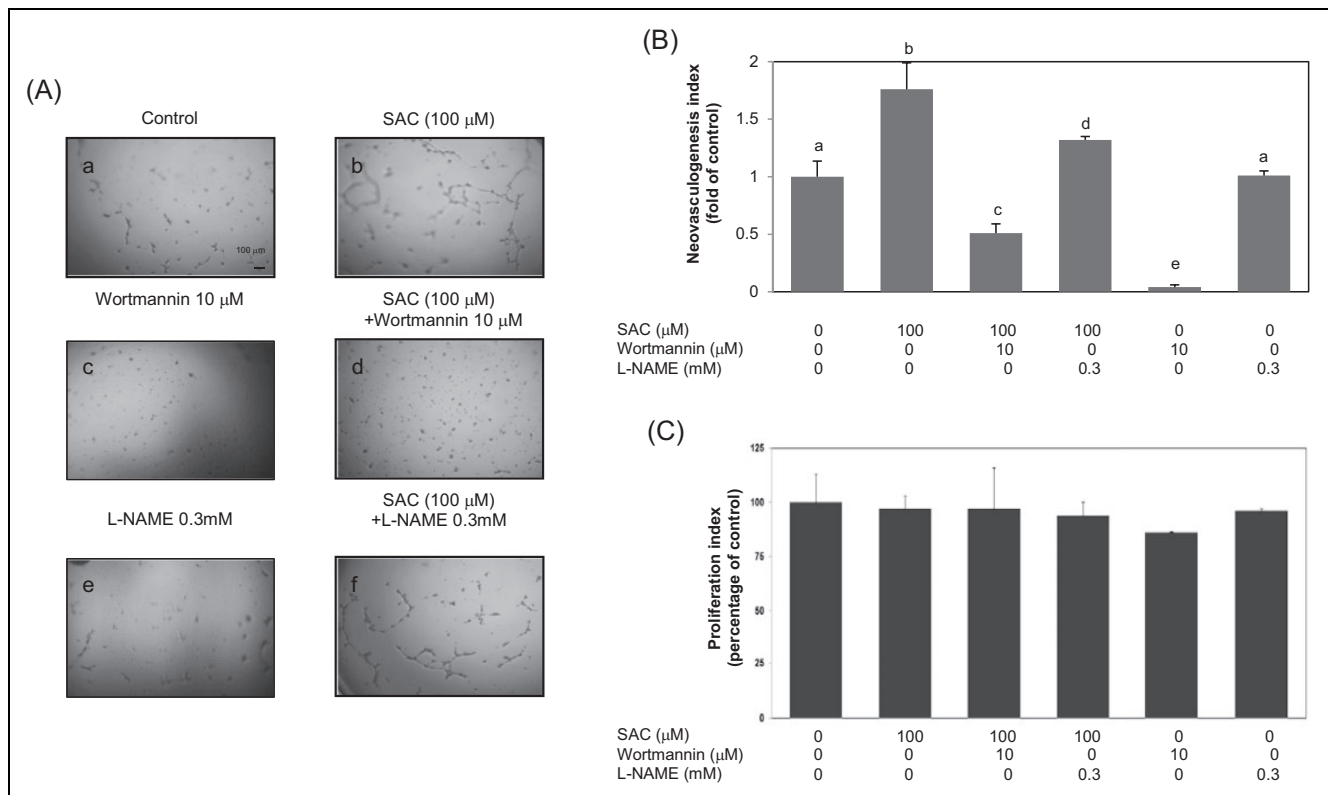 (A)
Control
SAC (100 μM)
a
100 μm
b
Wortmannin 10 μM
SAC (100 μM)
+Wortmannin 10 μM
c
d
L-NAME 0.3mM
SAC (100 μM)
+L-NAME 0.3mM
e
f
(B)
Neovasculogenesis index
(fold of control)
2
1.5
1
0.5
0
a
b
c
d
e
a
SAC (μM) 0 100 100 100 0 0
Wortmannin (μM) 0 0 10 0 10 0
L-NAME (mM) 0 0 0 0.3 0 0.3
(C)
Proliferation index
(percentage of control)
125
100
75
50
25
0
SAC (μM) 0 100 100 100 0 0
Wortmannin (μM) 0 0 10 0 10 0
L-NAME (mM) 0 0 0 0.3 0 0.3